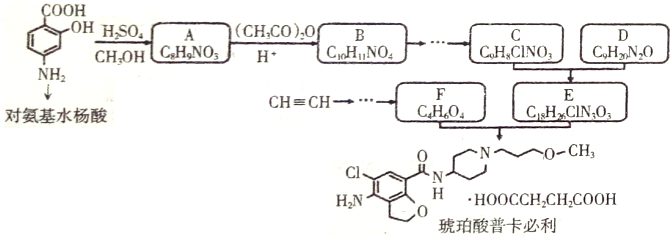 COOH
OH
NH₂
对氨基水杨酸
H₂SO₄
CH₃OH
A
C₈H₉NO₃
(CH₃CO)₂O
H⁺
B
C₁₀H₁₁NO₄
···
C
C₉H₈ClNO₃
D
C₉H₂₀N₂O
CH≡CH
···
F
C₄H₆O₄
E
C₁₈H₂₆ClN₃O₃
Cl
H₂N
O
O
N
H
N
O
CH₃
·HOOCCH₂CH₂COOH
琥珀酸普卡必利